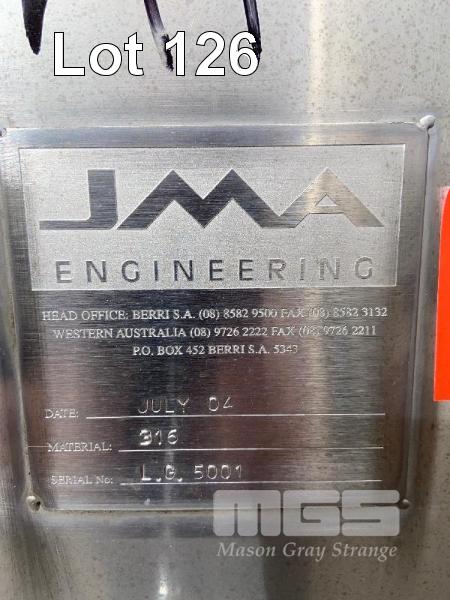 Lot 126
JMA
ENGINEERING
HEAD OFFICE: BERRI S.A. (08) 8582 9500 FAX (08) 8582 3132
WESTERN AUSTRALIA (08) 9726 2222 FAX (08) 9726 2211
P.O. BOX 452 BERRI S.A. 5343
DATE: JULY 04
MATERIAL: 316
SERIAL No: L.G. 5001
MGS
Mason Gray Strange